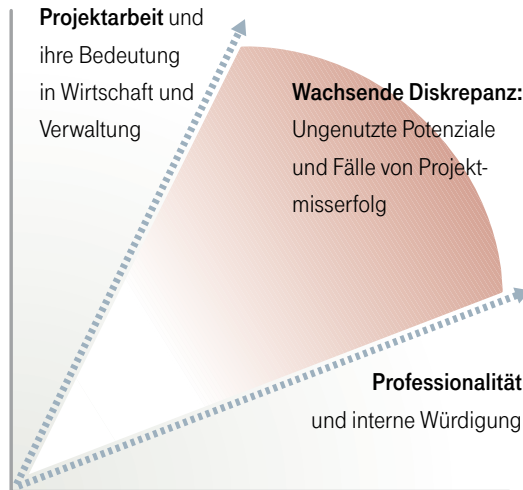 Projektarbeit und
ihre Bedeutung
in Wirtschaft und
Verwaltung
Wachsende Diskrepanz:
Ungenutzte Potenziale
und Fälle von Projekt-
misserfolg
Professionalität
und interne Würdigung